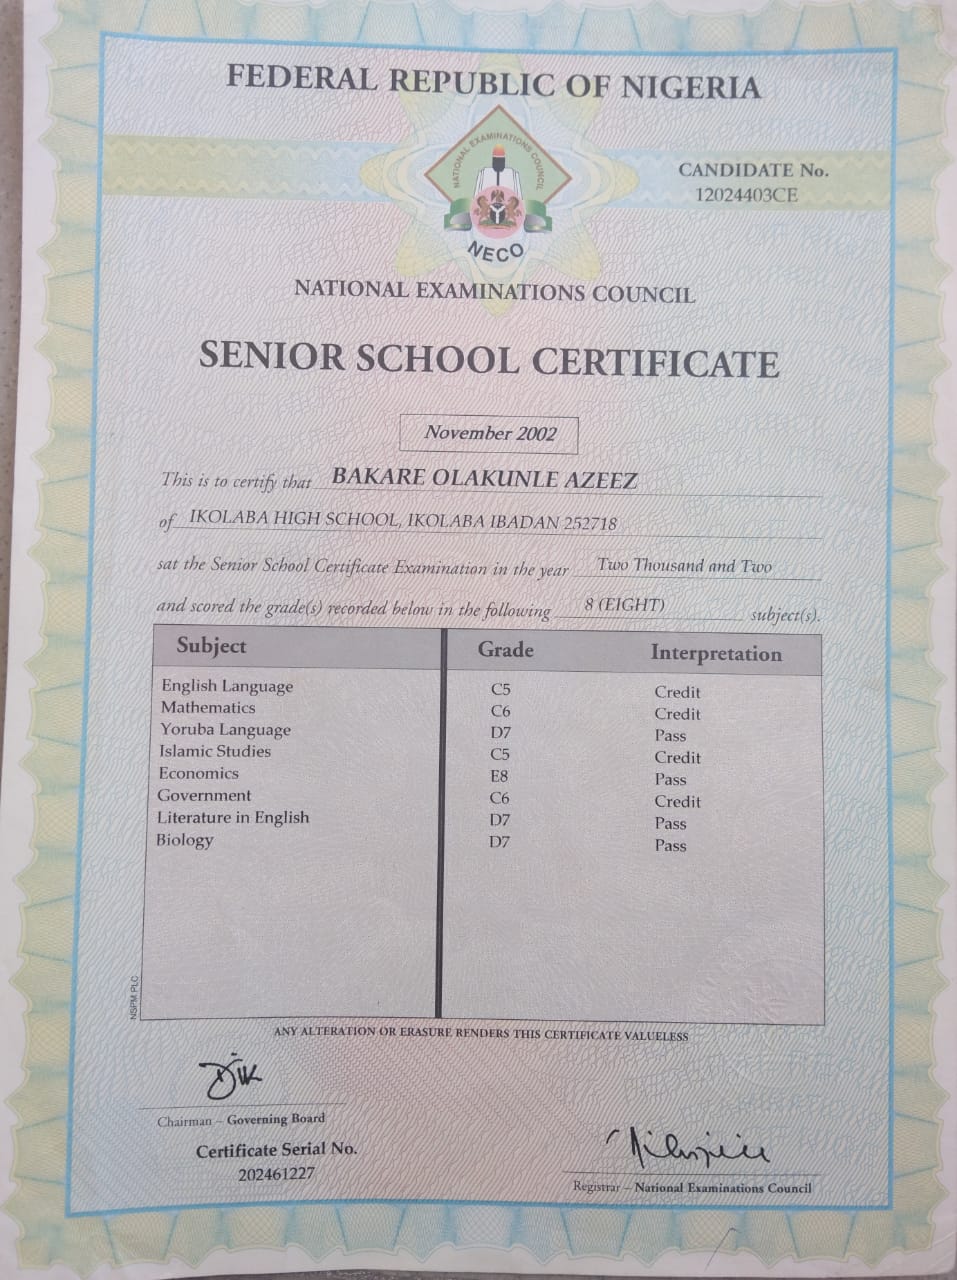 FEDERAL REPUBLIC OF NIGERIA
NATIONAL EXAMINATIONS COUNCIL
NECO
CANDIDATE No.
12024403CE
NATIONAL EXAMINATIONS COUNCIL
SENIOR SCHOOL CERTIFICATE
November 2002
This is to certify that BAKARE OLAKUNLE AZEEZ
of IKOLABA HIGH SCHOOL, IKOLABA IBADAN 252718
sat the Senior School Certificate Examination in the year Two Thousand and Two
and scored the grade(s) recorded below in the following 8 (EIGHT) subject(s).
Subject Grade Interpretation
English Language C5 Credit
Mathematics C6 Credit
Yoruba Language D7 Pass
Islamic Studies C5 Credit
Economics E8 Pass
Government C6 Credit
Literature in English D7 Pass
Biology D7 Pass
NSPM PLC
ANY ALTERATION OR ERASURE RENDERS THIS CERTIFICATE VALUELESS
Chairman – Governing Board
Certificate Serial No.
202461227
Registrar – National Examinations Council